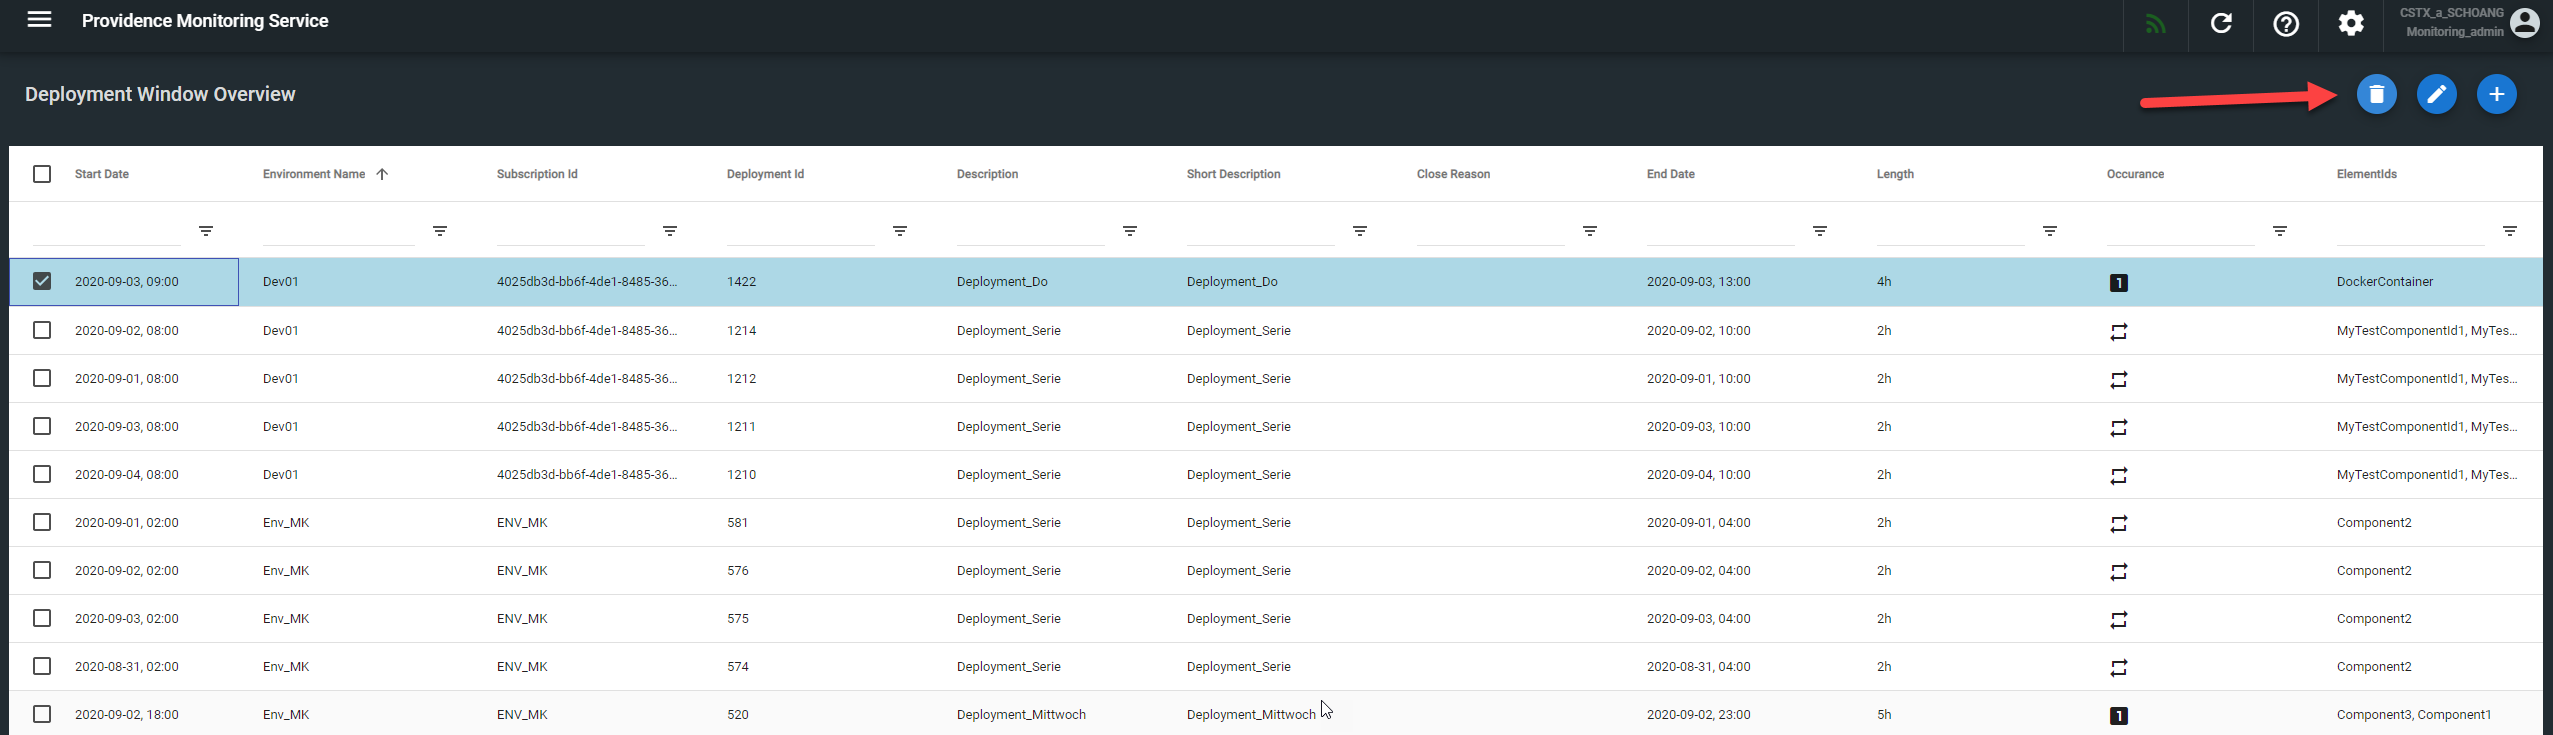 Providence Monitoring Service
CSTX_a_SCHOANG
Monitoring_admin
Deployment Window Overview
Start Date Environment Name Subscription Id Deployment Id Description Short Description Close Reason End Date Length Occurance ElementIds
2020-09-03, 09:00 Dev01 4025db3d-bb6f-4de1-8485-36... 1422 Deployment_Do Deployment_Do 2020-09-03, 13:00 4h 1 DockerContainer
2020-09-02, 08:00 Dev01 4025db3d-bb6f-4de1-8485-36... 1214 Deployment_Serie Deployment_Serie 2020-09-02, 10:00 2h MyTestComponentId1, MyTes...
2020-09-01, 08:00 Dev01 4025db3d-bb6f-4de1-8485-36... 1212 Deployment_Serie Deployment_Serie 2020-09-01, 10:00 2h MyTestComponentId1, MyTes...
2020-09-03, 08:00 Dev01 4025db3d-bb6f-4de1-8485-36... 1211 Deployment_Serie Deployment_Serie 2020-09-03, 10:00 2h MyTestComponentId1, MyTes...
2020-09-04, 08:00 Dev01 4025db3d-bb6f-4de1-8485-36... 1210 Deployment_Serie Deployment_Serie 2020-09-04, 10:00 2h MyTestComponentId1, MyTes...
2020-09-01, 02:00 Env_MK ENV_MK 581 Deployment_Serie Deployment_Serie 2020-09-01, 04:00 2h Component2
2020-09-02, 02:00 Env_MK ENV_MK 576 Deployment_Serie Deployment_Serie 2020-09-02, 04:00 2h Component2
2020-09-03, 02:00 Env_MK ENV_MK 575 Deployment_Serie Deployment_Serie 2020-09-03, 04:00 2h Component2
2020-08-31, 02:00 Env_MK ENV_MK 574 Deployment_Serie Deployment_Serie 2020-08-31, 04:00 2h Component2
2020-09-02, 18:00 Env_MK ENV_MK 520 Deployment_Mittwoch Deployment_Mittwoch 2020-09-02, 23:00 5h 1 Component3, Component1